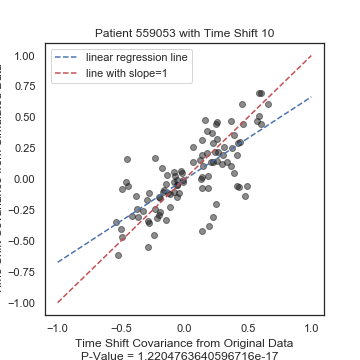 Patient 559053 with Time Shift 10
linear regression line
line with slope=1
1.00
0.75
0.50
0.25
0.00
−0.25
−0.50
−0.75
−1.00
−1.0
−0.5
0.0
0.5
1.0
Time Shift Covariance from Original Data
P-Value = 1.2204763640596716e-17